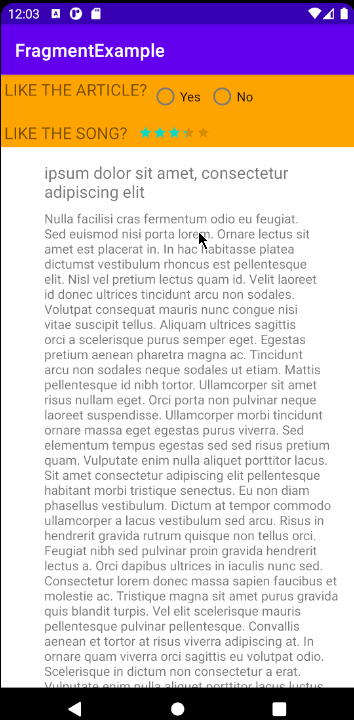 12:03
FragmentExample
LIKE THE ARTICLE? Yes No
LIKE THE SONG?
ipsum dolor sit amet, consectetur
adipiscing elit
Nulla facilisi cras fermentum odio eu feugiat.
Sed euismod nisi porta lorem. Ornare lectus sit
amet est placerat in. In hac habitasse platea
dictumst vestibulum rhoncus est pellentesque
elit. Nisl vel pretium lectus quam id. Velit laoreet
id donec ultrices tincidunt arcu non sodales.
Volutpat consequat mauris nunc congue nisi
vitae suscipit tellus. Aliquam ultrices sagittis
orci a scelerisque purus semper eget. Egestas
pretium aenean pharetra magna ac. Tincidunt
arcu non sodales neque sodales ut etiam. Mattis
pellentesque id nibh tortor. Ullamcorper sit amet
risus nullam eget. Orci porta non pulvinar neque
laoreet suspendisse. Ullamcorper morbi tincidunt
ornare massa eget egestas purus viverra. Sed
elementum tempus egestas sed sed risus pretium
quam. Vulputate enim nulla aliquet porttitor lacus.
Sit amet consectetur adipiscing elit pellentesque
habitant morbi tristique senectus. Eu non diam
phasellus vestibulum. Dictum at tempor commodo
ullamcorper a lacus vestibulum sed arcu. Risus in
hendrerit gravida rutrum quisque non tellus orci.
Feugiat nibh sed pulvinar proin gravida hendrerit
lectus a. Orci dapibus ultrices in iaculis nunc sed.
Consectetur lorem donec massa sapien faucibus et
molestie ac. Tristique magna sit amet purus gravida
quis blandit turpis. Vel elit scelerisque mauris
pellentesque pulvinar pellentesque. Convallis
aenean et tortor at risus viverra adipiscing at. In
ornare quam viverra orci sagittis eu volutpat odio.
Scelerisque in dictum non consectetur a erat.
Vulputate enim nulla aliquet porttitor lacus luctus